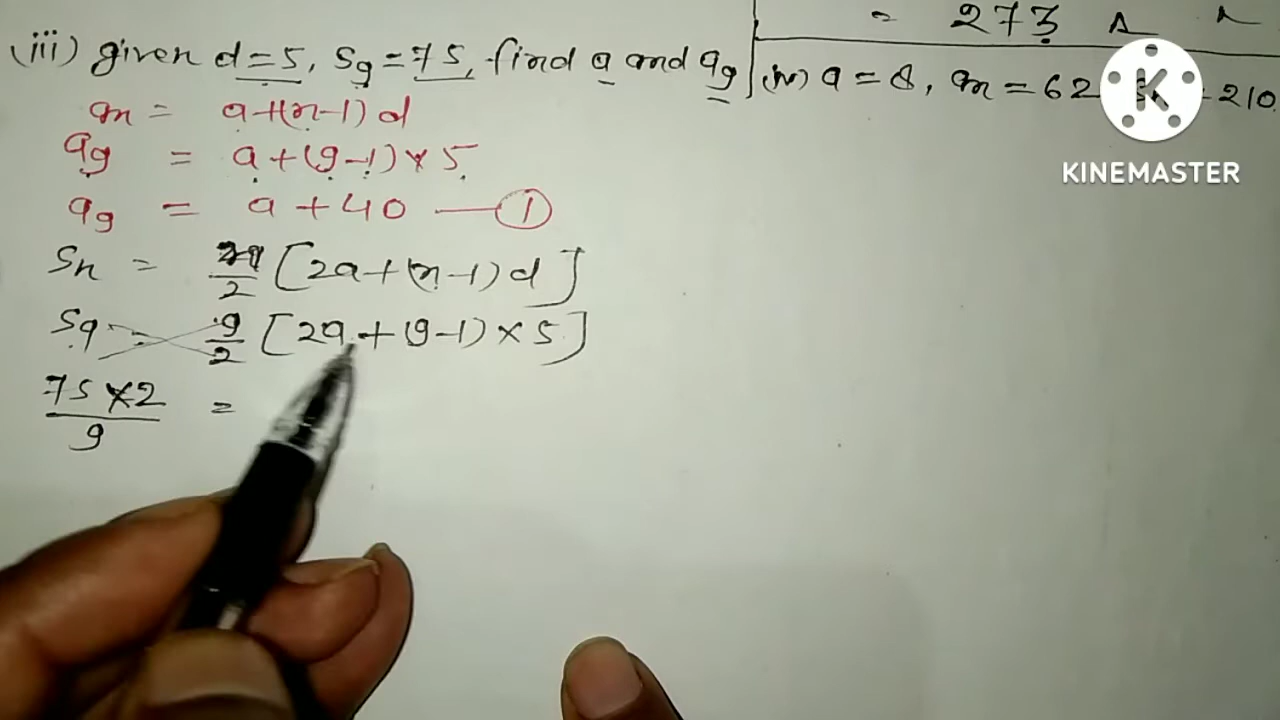 = 273
(iii) given d=5, S9=75, find a and a9
(iv) a=8, an=62 210
KINEMASTER
an = a+(n-1)d
a9 = a+(9-1)×5
a9 = a+40 —①
Sn = n/2 [2a+(n-1)d]
S9 = 9/2 [2a+(9-1)×5]
75×2/9 =